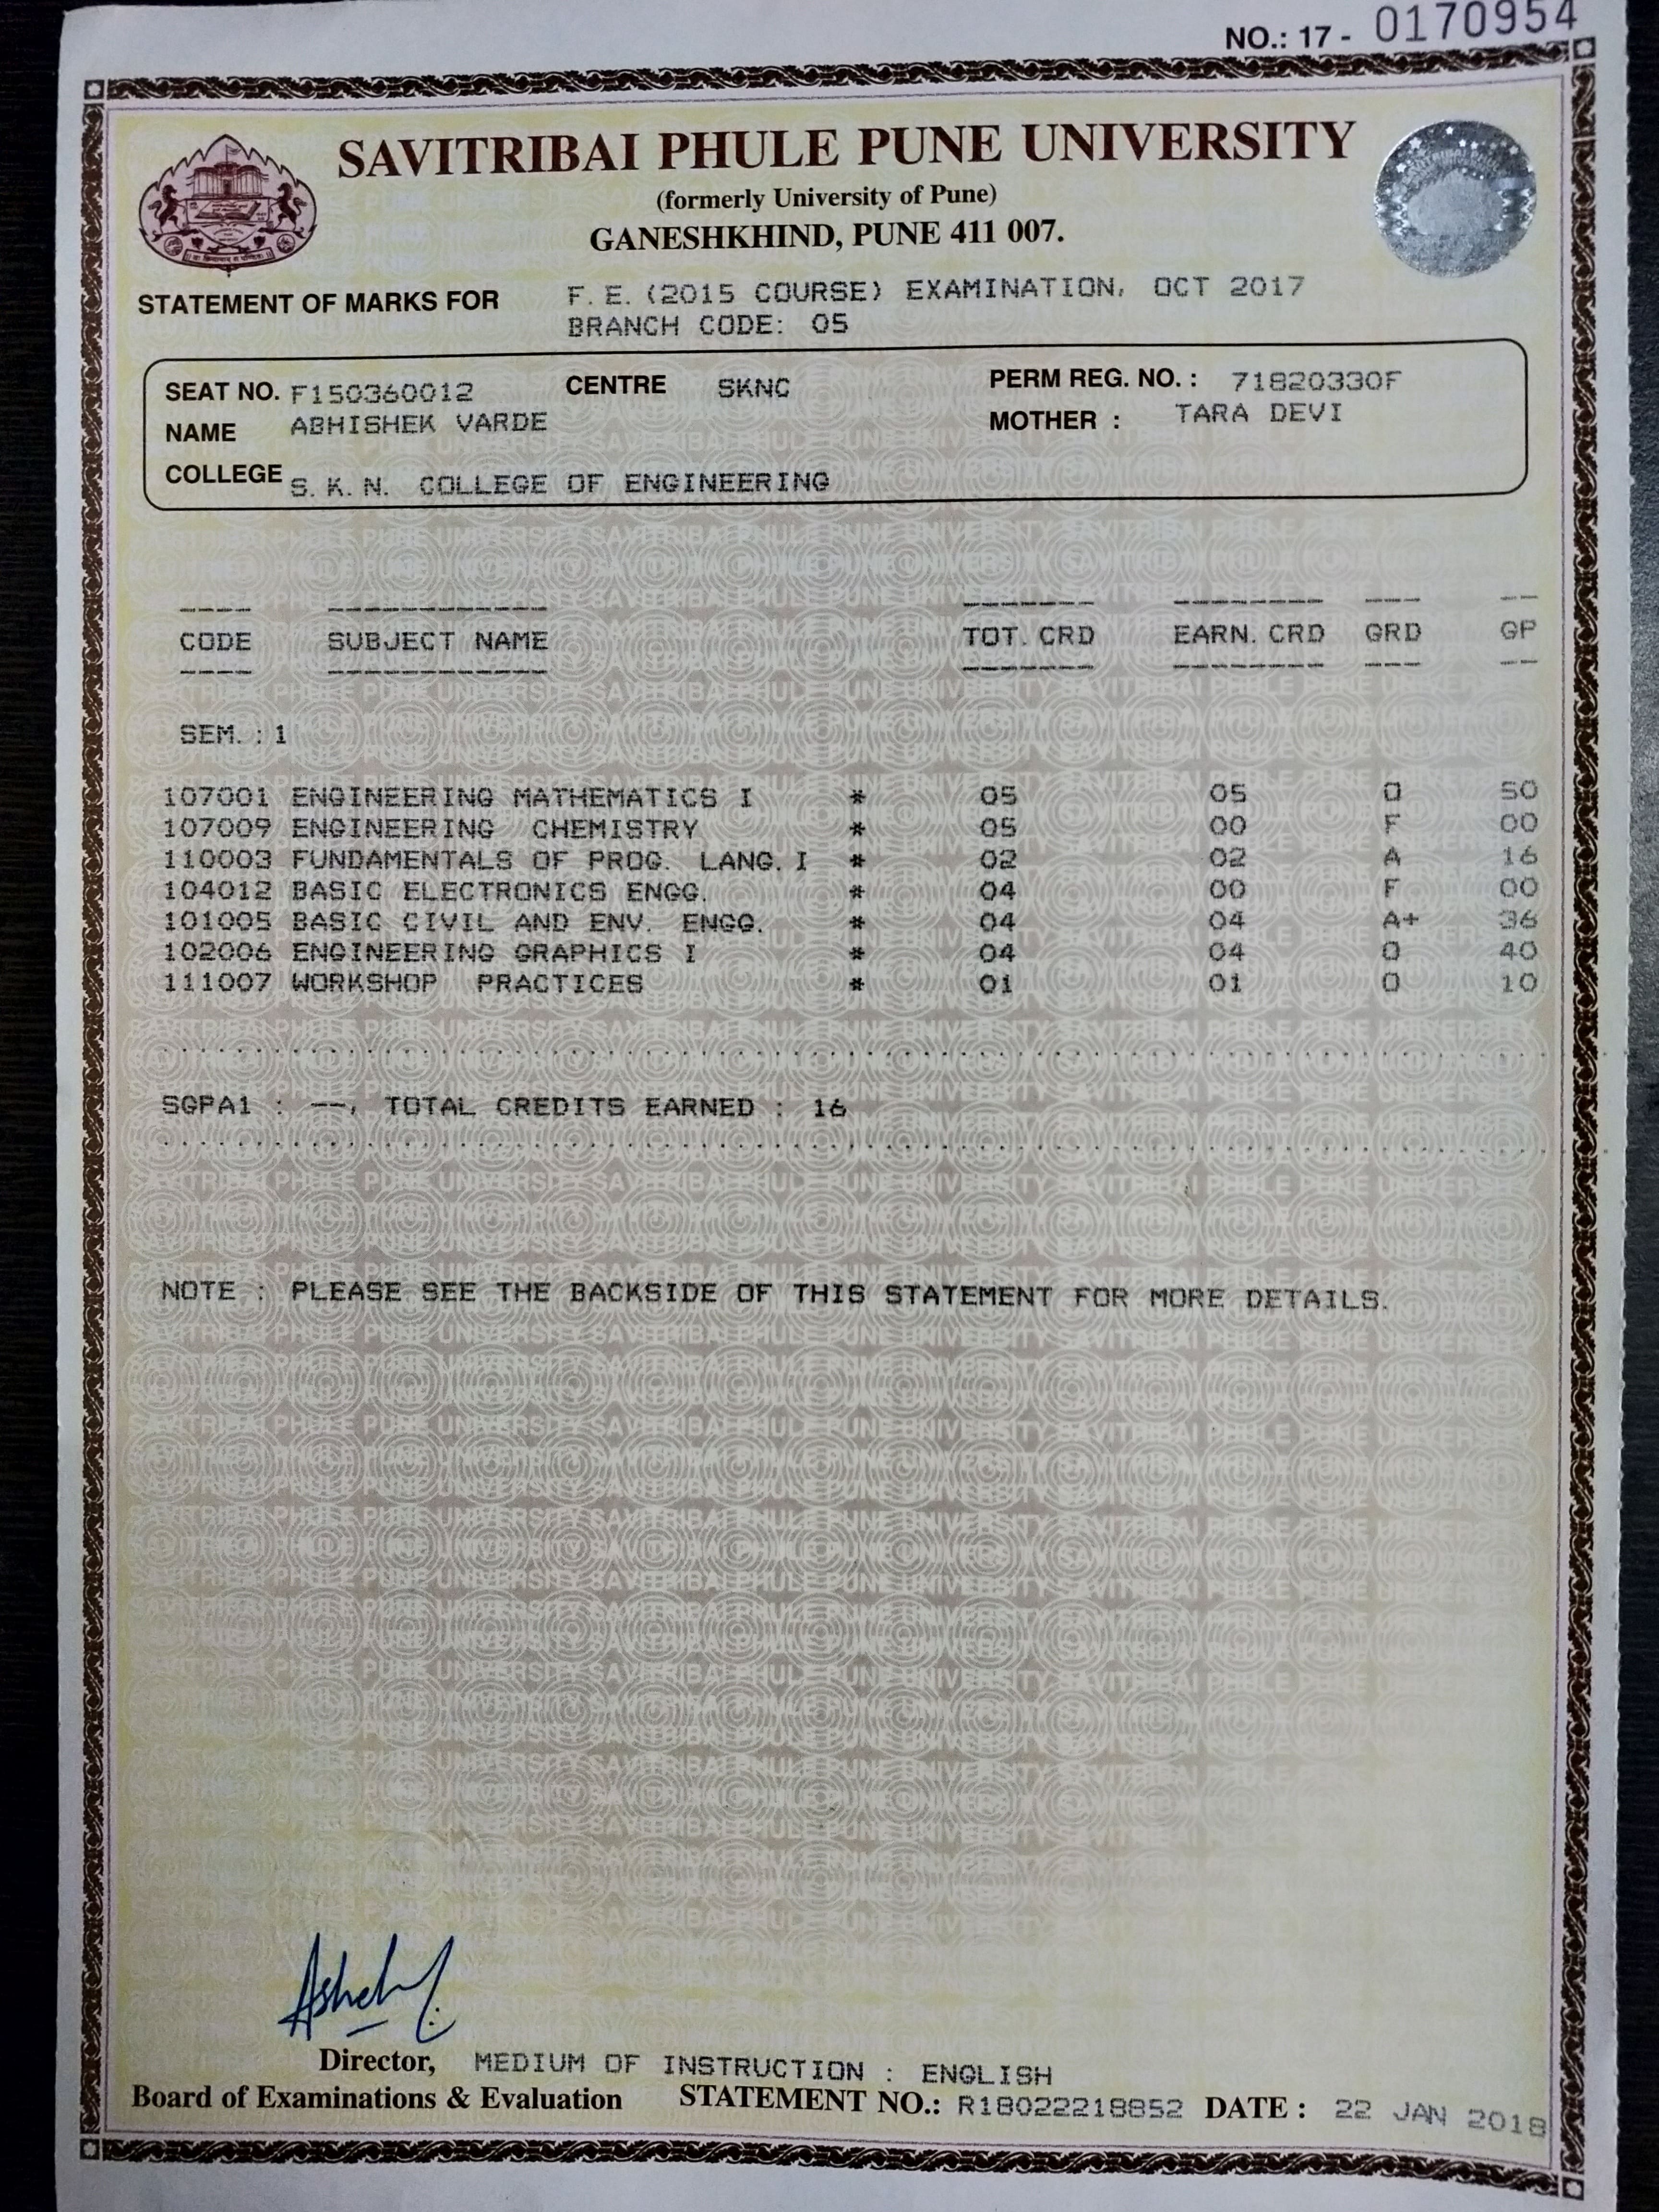 NO.: 17 - 0170954
SAVITRIBAI PHULE PUNE UNIVERSITY
(formerly University of Pune)
GANESHKHIND, PUNE 411 007.
STATEMENT OF MARKS FOR F. E. (2015 COURSE) EXAMINATION, OCT 2017
BRANCH CODE: 05
SEAT NO. F150360012 CENTRE SKNC PERM REG. NO. : 71820330F
NAME ABHISHEK VARDE MOTHER : TARA DEVI
COLLEGE S. K. N. COLLEGE OF ENGINEERING
CODE SUBJECT NAME TOT. CRD EARN. CRD GRD GP
SEM. : 1
107001 ENGINEERING MATHEMATICS I * 05 05 O 50
107009 ENGINEERING CHEMISTRY * 05 00 F 00
110003 FUNDAMENTALS OF PROG. LANG. I * 02 02 A 16
104012 BASIC ELECTRONICS ENGG. * 04 00 F 00
101005 BASIC CIVIL AND ENV. ENGG. * 04 04 A+ 36
102006 ENGINEERING GRAPHICS I * 04 04 O 40
111007 WORKSHOP PRACTICES * 01 01 O 10
SGPA1 : --, TOTAL CREDITS EARNED : 16
NOTE : PLEASE SEE THE BACKSIDE OF THIS STATEMENT FOR MORE DETAILS.
Director, MEDIUM OF INSTRUCTION : ENGLISH
Board of Examinations & Evaluation STATEMENT NO.: R18022218852 DATE : 22 JAN 2018